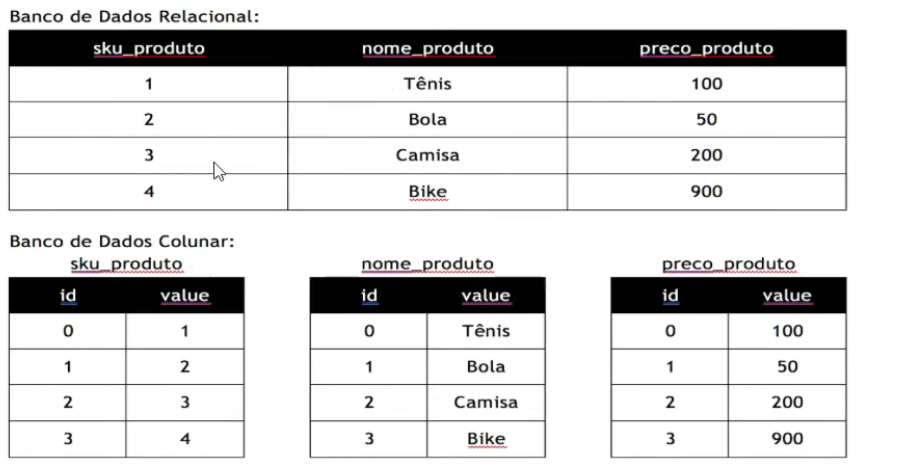 Banco de Dados Relacional:
sku_produto nome_produto preco_produto
1 Tênis 100
2 Bola 50
3 Camisa 200
4 Bike 900
Banco de Dados Colunar:
sku_produto nome_produto preco_produto
id value id value id value
0 1 0 Tênis 0 100
1 2 1 Bola 1 50
2 3 2 Camisa 2 200
3 4 3 Bike 3 900